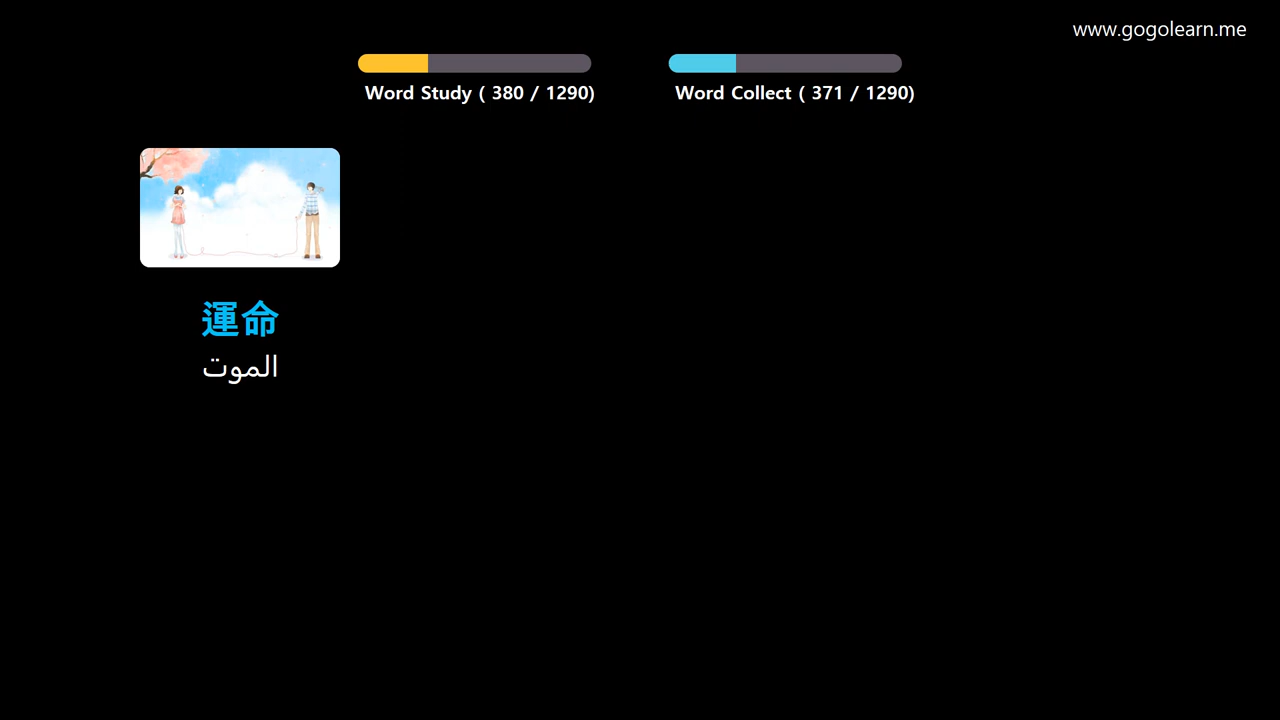 www.gogolearn.me
Word Study ( 380 / 1290)
Word Collect ( 371 / 1290)
運命
الموت